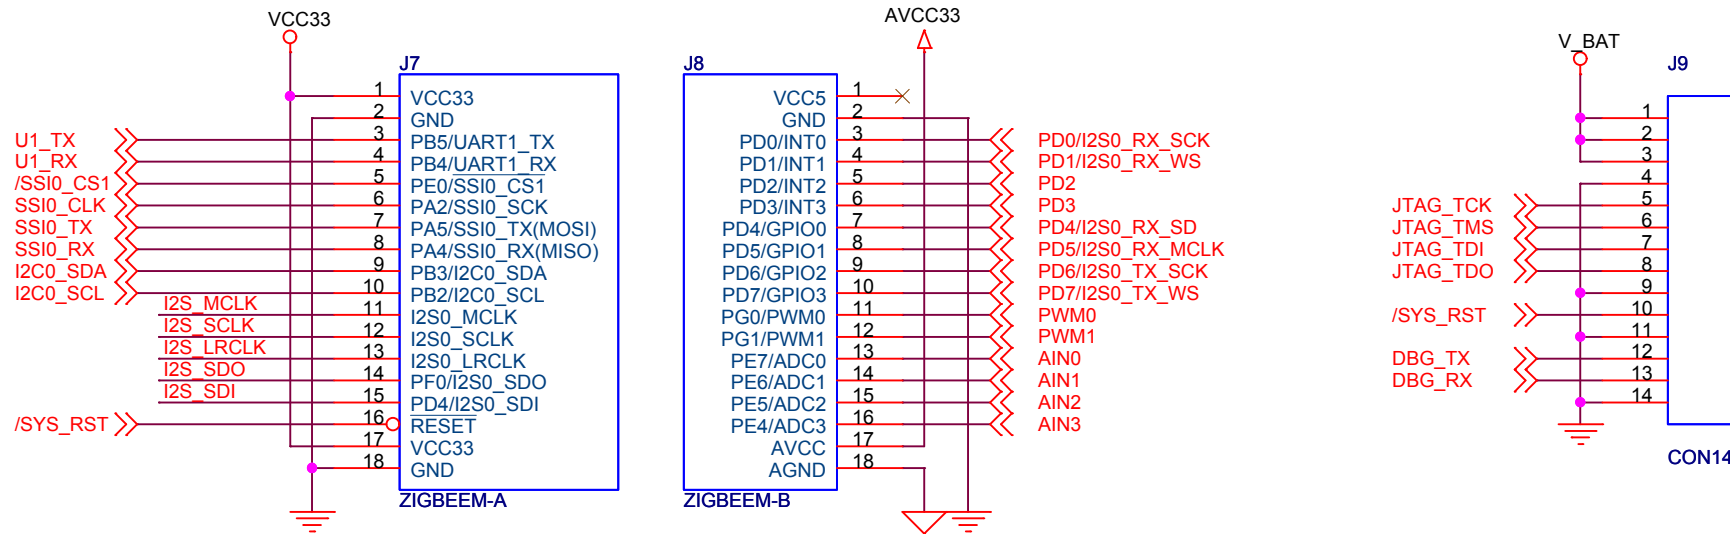 VCC33
J7
U1_TX
U1_RX
/SSI0_CS1
SSI0_CLK
SSI0_TX
SSI0_RX
I2C0_SDA
I2C0_SCL
I2S_MCLK
I2S_SCLK
I2S_LRCLK
I2S_SDO
I2S_SDI
/SYS_RST
1 VCC33
2 GND
3 PB5/UART1_TX
4 PB4/UART1_RX
5 PE0/SSI0_CS1
6 PA2/SSI0_SCK
7 PA5/SSI0_TX(MOSI)
8 PA4/SSI0_RX(MISO)
9 PB3/I2C0_SDA
10 PB2/I2C0_SCL
11 I2S0_MCLK
12 I2S0_SCLK
13 I2S0_LRCLK
14 PF0/I2S0_SDO
15 PD4/I2S0_SDI
16 RESET
17 VCC33
18 GND
ZIGBEEM-A
AVCC33
J8
VCC5 1
GND 2
PD0/INT0 3
PD1/INT1 4
PD2/INT2 5
PD3/INT3 6
PD4/GPIO0 7
PD5/GPIO1 8
PD6/GPIO2 9
PD7/GPIO3 10
PG0/PWM0 11
PG1/PWM1 12
PE7/ADC0 13
PE6/ADC1 14
PE5/ADC2 15
PE4/ADC3 16
AVCC 17
AGND 18
ZIGBEEM-B
PD0/I2S0_RX_SCK
PD1/I2S0_RX_WS
PD2
PD3
PD4/I2S0_RX_SD
PD5/I2S0_RX_MCLK
PD6/I2S0_TX_SCK
PD7/I2S0_TX_WS
PWM0
PWM1
AIN0
AIN1
AIN2
AIN3
V_BAT
J9
1
2
3
4
JTAG_TCK 5
JTAG_TMS 6
JTAG_TDI 7
JTAG_TDO 8
9
/SYS_RST 10
11
DBG_TX 12
DBG_RX 13
14
CON14